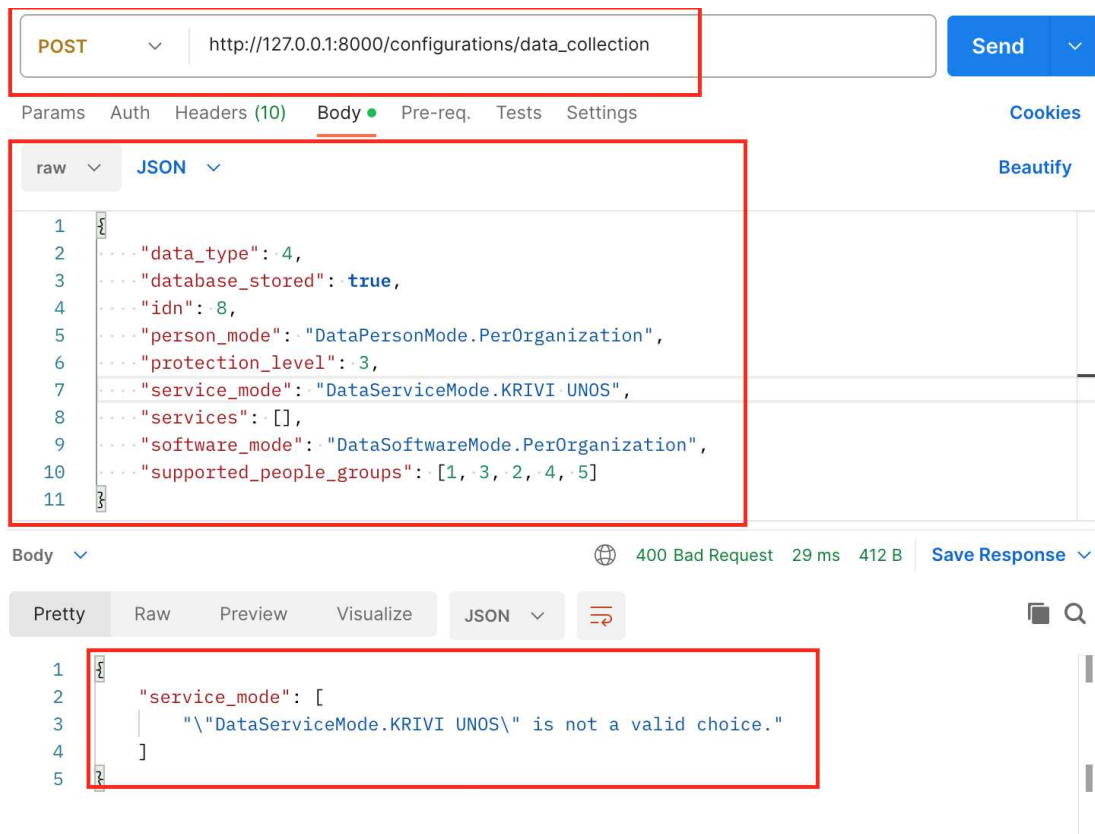 POST http://127.0.0.1:8000/configurations/data_collection Send
Params Auth Headers (10) Body Pre-req. Tests Settings Cookies
raw JSON Beautify
1 {
2 "data_type": 4,
3 "database_stored": true,
4 "idn": 8,
5 "person_mode": "DataPersonMode.PerOrganization",
6 "protection_level": 3,
7 "service_mode": "DataServiceMode.KRIVI UNOS",
8 "services": [],
9 "software_mode": "DataSoftwareMode.PerOrganization",
10 "supported_people_groups": [1, 3, 2, 4, 5]
11 }
Body 400 Bad Request 29 ms 412 B Save Response
Pretty Raw Preview Visualize JSON
1 {
2 "service_mode": [
3 "\"DataServiceMode.KRIVI UNOS\" is not a valid choice."
4 ]
5 }